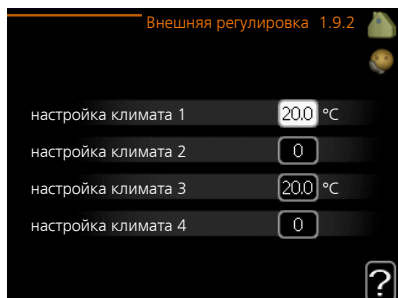 Внешняя регулировка 1.9.2
настройка климата 1 20.0 °C
настройка климата 2 0
настройка климата 3 20.0 °C
настройка климата 4 0
?